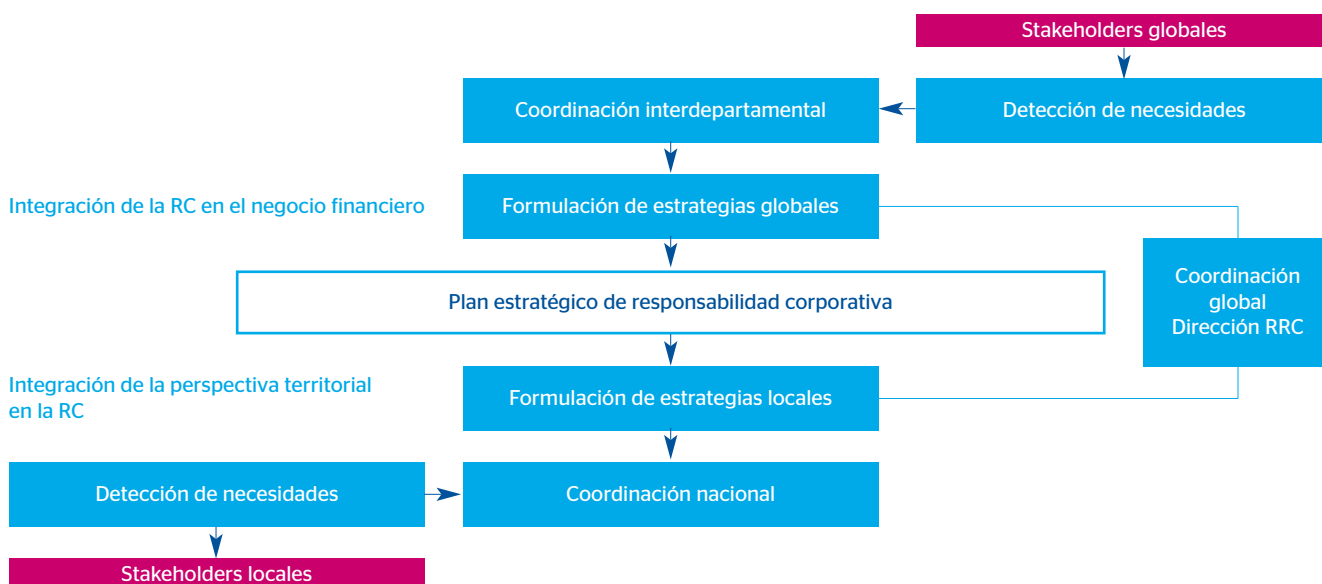 Stakeholders globales
Coordinación interdepartamental
Detección de necesidades
Integración de la RC en el negocio financiero
Formulación de estrategias globales
Plan estratégico de responsabilidad corporativa
Coordinación
global
Dirección RRC
Integración de la perspectiva territorial
en la RC
Formulación de estrategias locales
Detección de necesidades
Coordinación nacional
Stakeholders locales